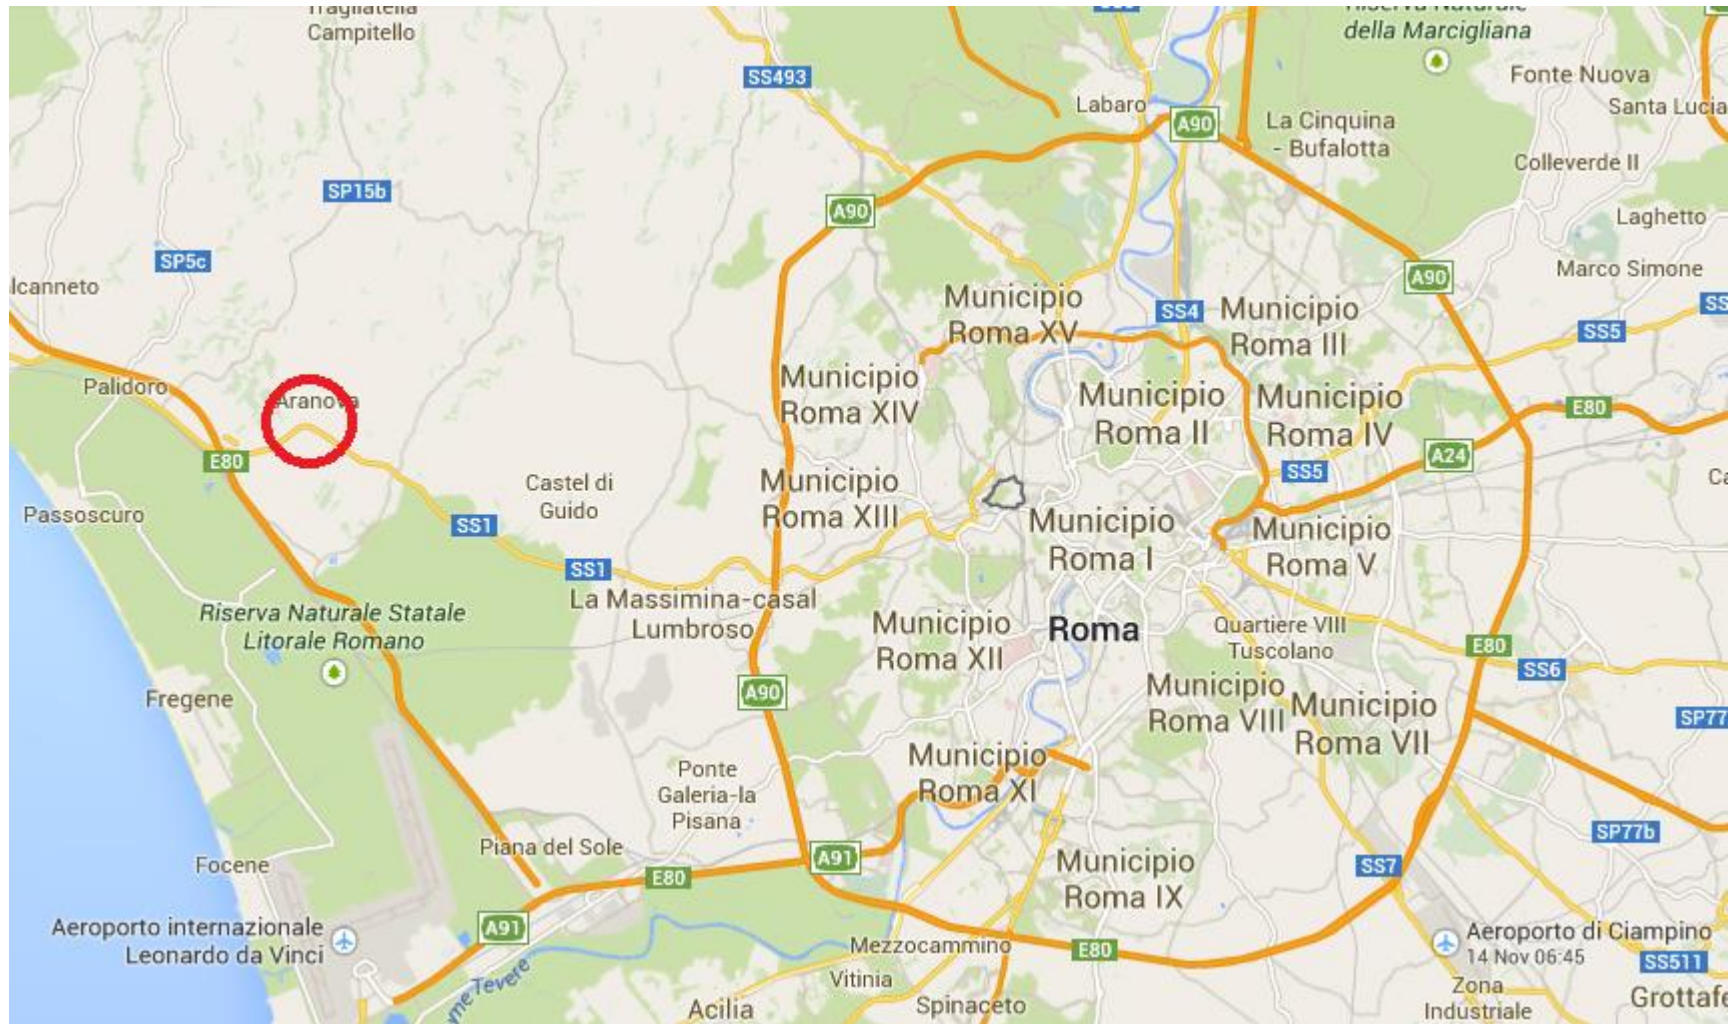 Campitello
Riserva Naturale
della Marcigliana
SS493
Fonte Nuova
Labaro
Santa Lucia
A90
La Cinquina
- Bufalotta
Colleverde II
SP15b
A90
Laghetto
SP5c
Marco Simone
A90
lcanneto
Municipio
Roma XV
SS4
Municipio
Roma III
SS
SS5
Palidoro
Aranova
Municipio
Roma XIV
Municipio
Roma II
Municipio
Roma IV
E80
E80
A24
SS5
Castel di
Guido
Municipio
Roma XIII
Passoscuro
SS1
Municipio
Roma I
Municipio
Roma V
SS1
La Massimina-casal
Lumbroso
Riserva Naturale Statale
Litorale Romano
Municipio
Roma XII
Roma
Quartiere VIII
Tuscolano
E80
SS6
Fregene
A90
Municipio
Roma VIII
Municipio
Roma VII
SP77
Ponte
Galeria-la
Pisana
Municipio
Roma XI
SP77b
Piana del Sole
Focene
E80
A91
Municipio
Roma IX
SS7
Aeroporto internazionale
Leonardo da Vinci
A91
Mezzocammino
E80
Aeroporto di Ciampino
14 Nov 06:45
SS511
Vitinia
Tevere
Acilia
Spinaceto
Zona
Industriale
Grottafe